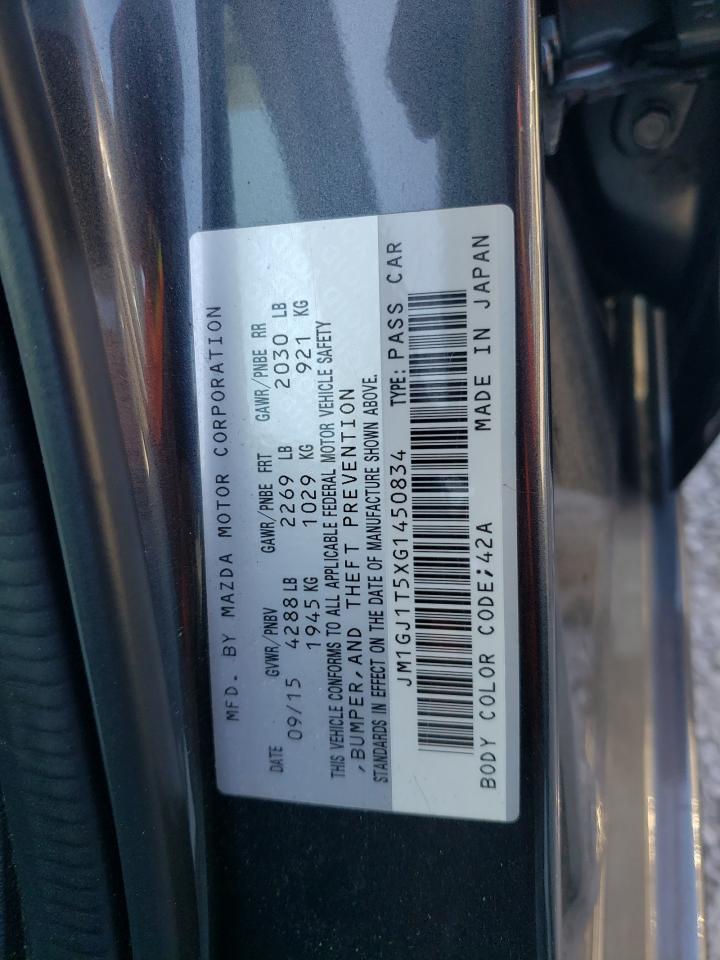 MFD. BY MAZDA MOTOR CORPORATION
DATE GVWR/PNBV GAWR/PNBE FRT GAWR/PNBE RR
09/15 4288 LB 2269 LB 2030 LB
1945 KG 1029 KG 921 KG
THIS VEHICLE CONFORMS TO ALL APPLICABLE FEDERAL MOTOR VEHICLE SAFETY
,BUMPER,AND THEFT PREVENTION
STANDARDS IN EFFECT ON THE DATE OF MANUFACTURE SHOWN ABOVE.
JM1GJ1T5XG1450834 TYPE: PASS CAR
BODY COLOR CODE;42A MADE IN JAPAN